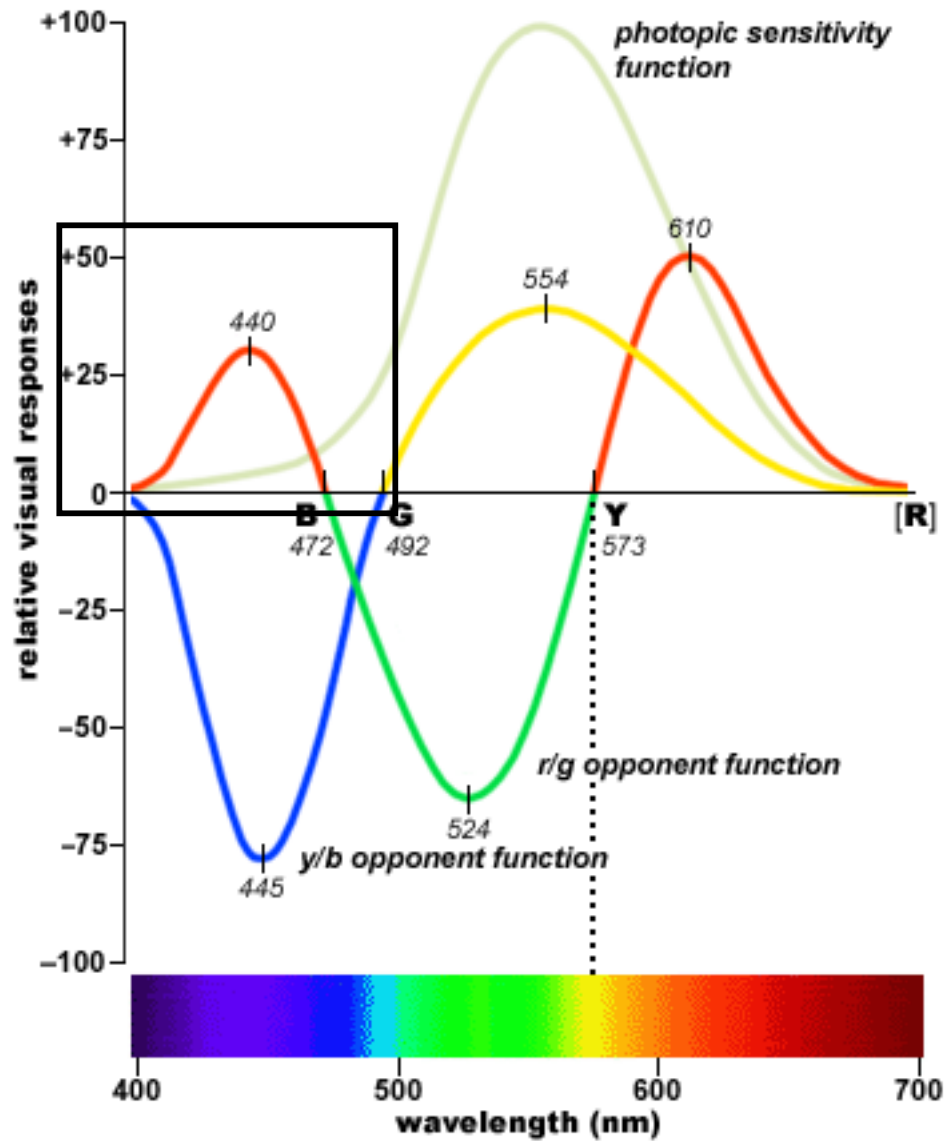 +100
photopic sensitivity
function
+75
610
+50
554
440
+25
relative visual responses
0
B G Y [R]
472 492 573
–25
–50
r/g opponent function
524
–75
y/b opponent function
445
–100
400 500 600 700
wavelength (nm)